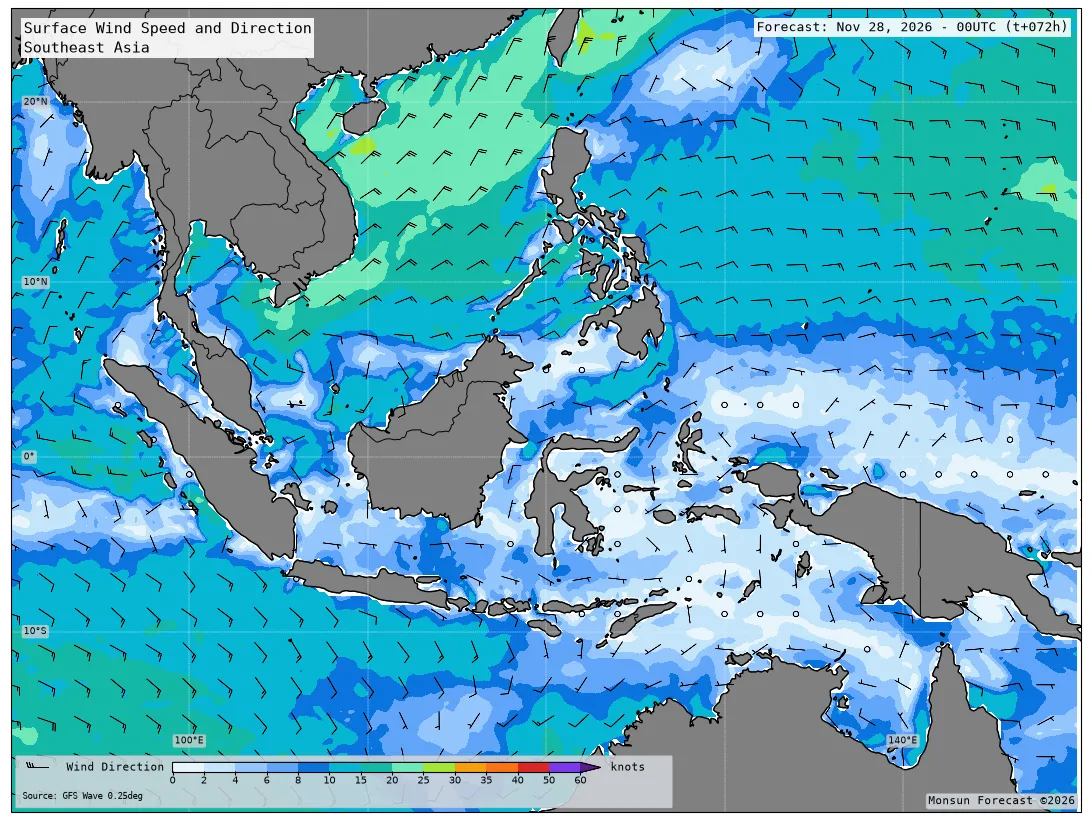 Surface Wind Speed and Direction
Southeast Asia
Forecast: Nov 28, 2026 - 00UTC (t+072h)
20°N
10°N
0°
10°S
100°E
140°E
Wind Direction
knots
0 2 4 6 8 10 15 20 25 30 35 40 50 60
Source: GFS Wave 0.25deg
Monsun Forecast ©2026